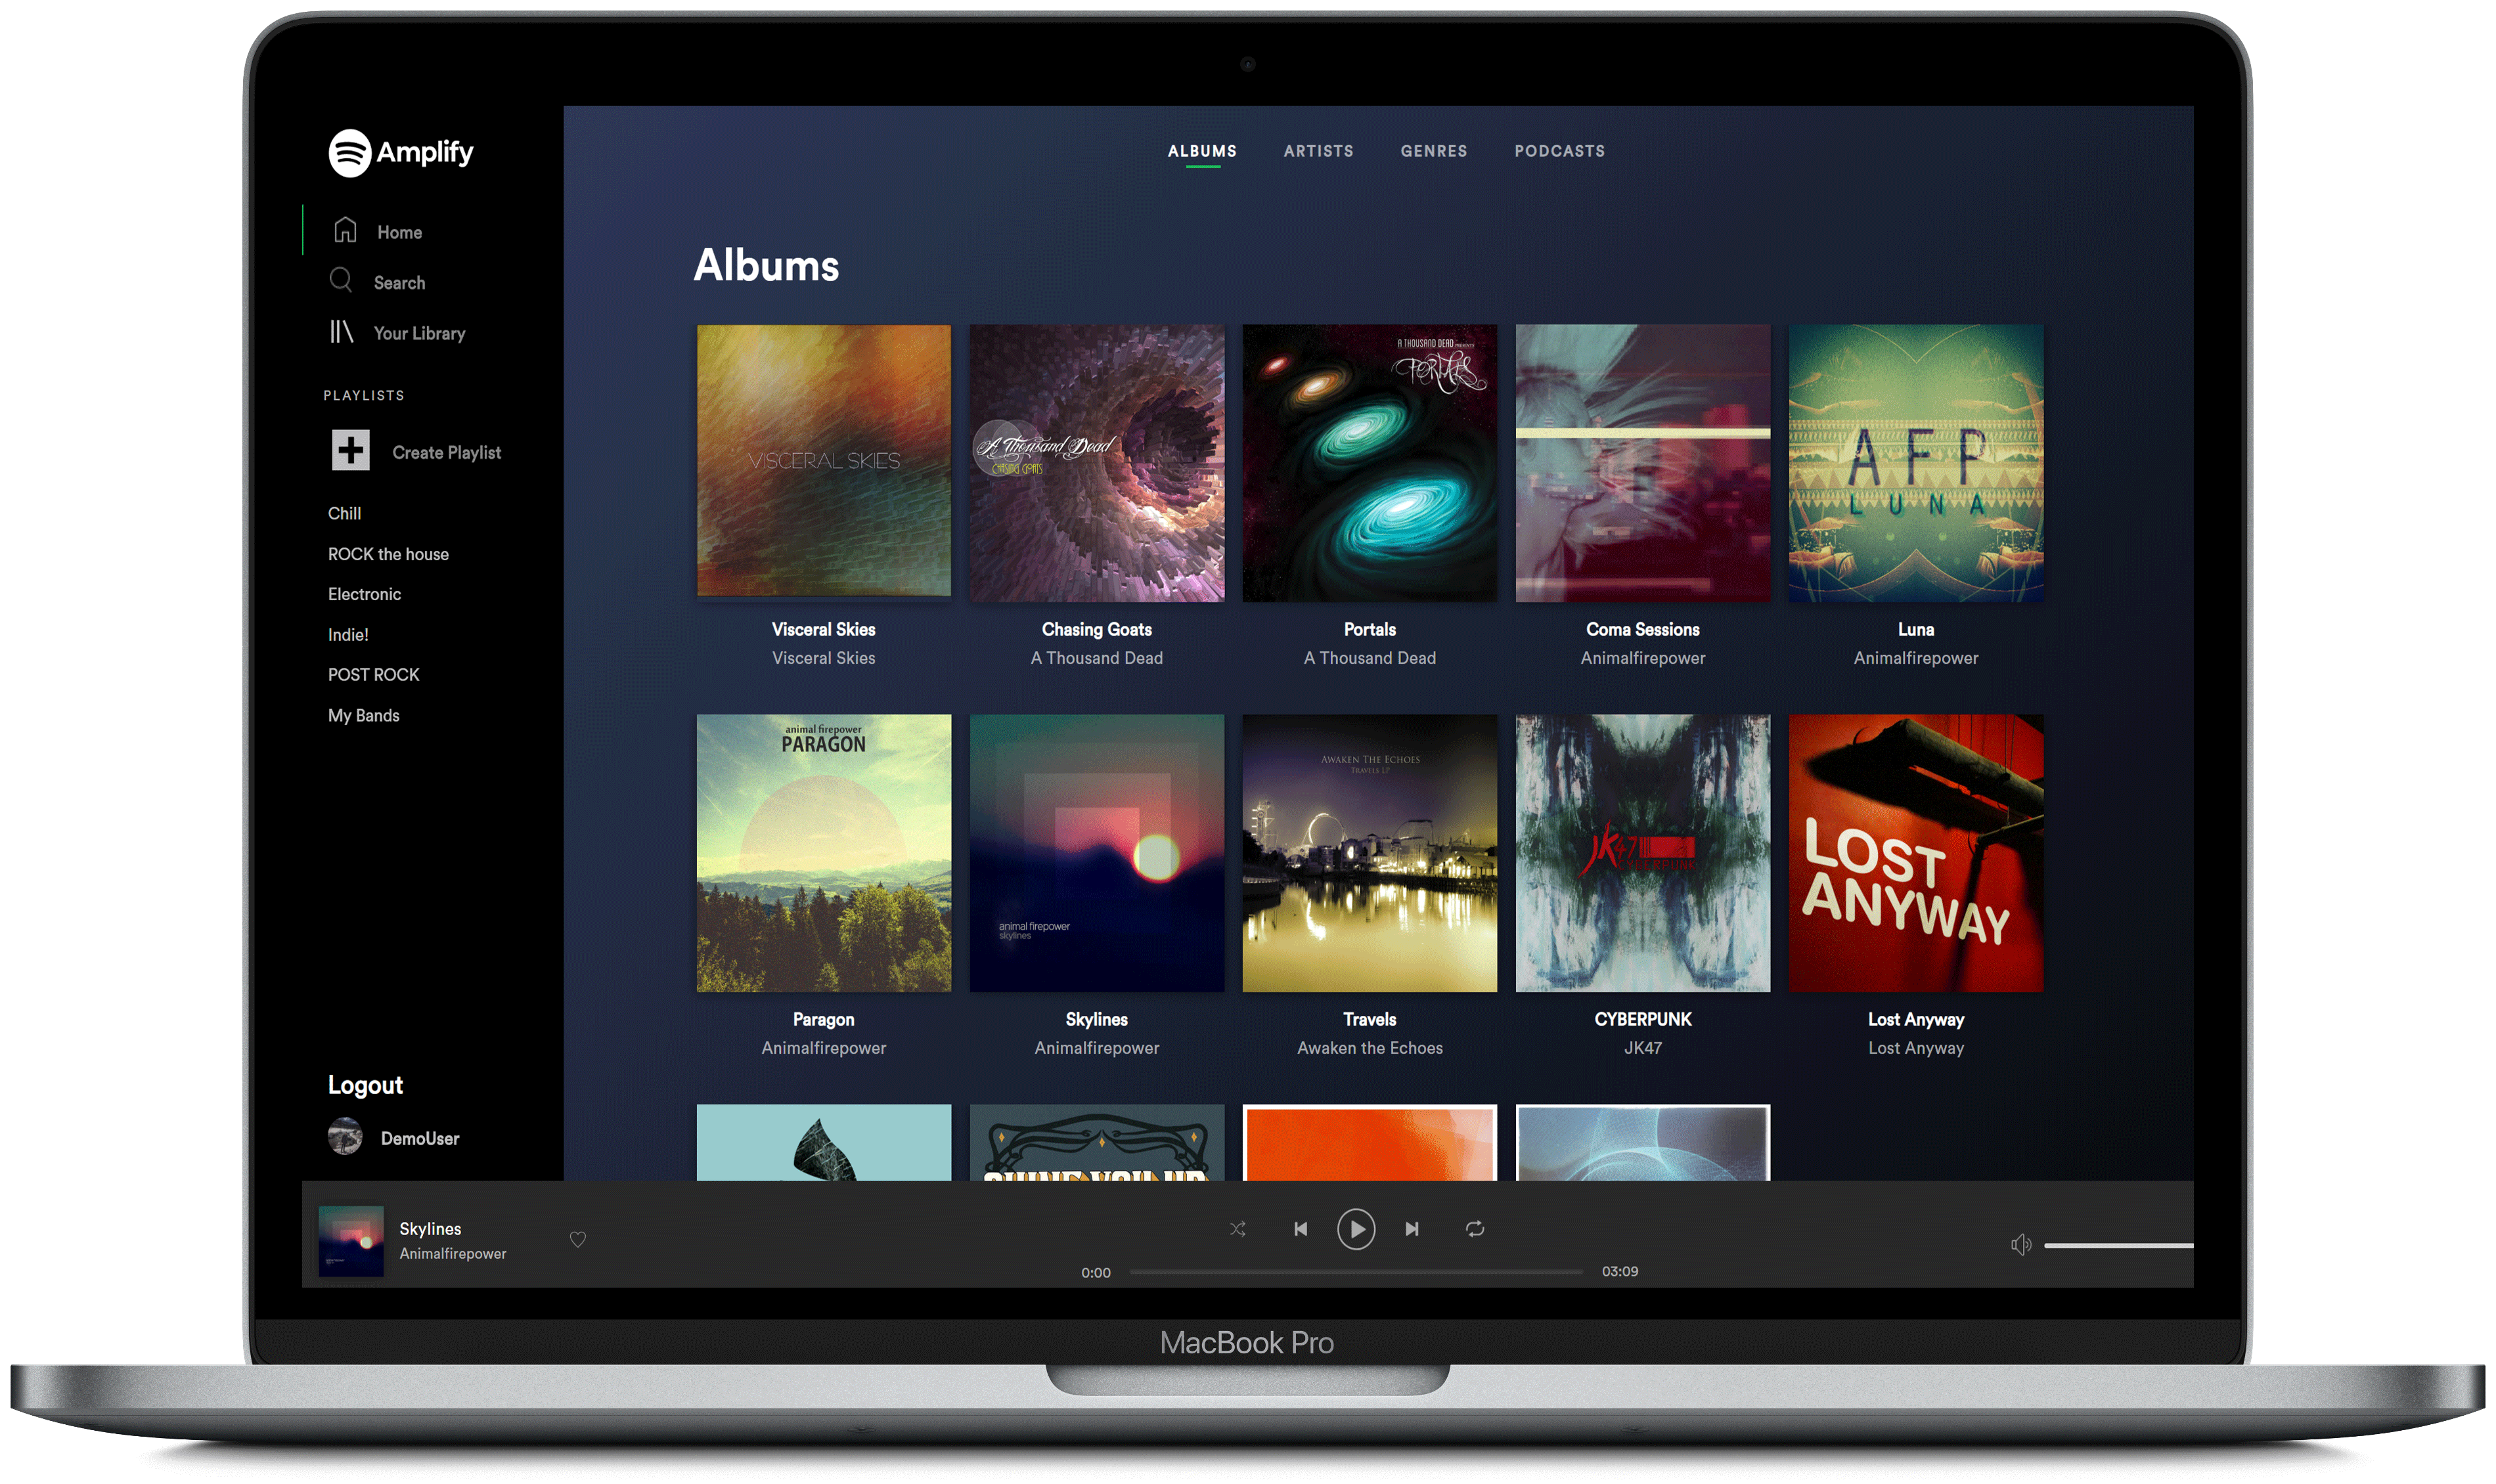 Amplify
Home
Search
Your Library
PLAYLISTS
Create Playlist
Chill
ROCK the house
Electronic
Indie!
POST ROCK
My Bands
Logout
DemoUser
ALBUMS ARTISTS GENRES PODCASTS
Albums
VISCERAL SKIES
A Thousand Dead
CHASING GOATS
A THOUSAND DEAD PRESENTS
PORTALS
AFP
LUNA
Visceral Skies Chasing Goats Portals Coma Sessions Luna
Visceral Skies A Thousand Dead A Thousand Dead Animalfirepower Animalfirepower
animal firepower
PARAGON
animal firepower
skylines
AWAKEN THE ECHOES
TRAVELS LP
JK47
CYBERPUNK
LOST
ANYWAY
Paragon Skylines Travels CYBERPUNK Lost Anyway
Animalfirepower Animalfirepower Awaken the Echoes JK47 Lost Anyway
Skylines
Animalfirepower
0:00 03:09
MacBook Pro